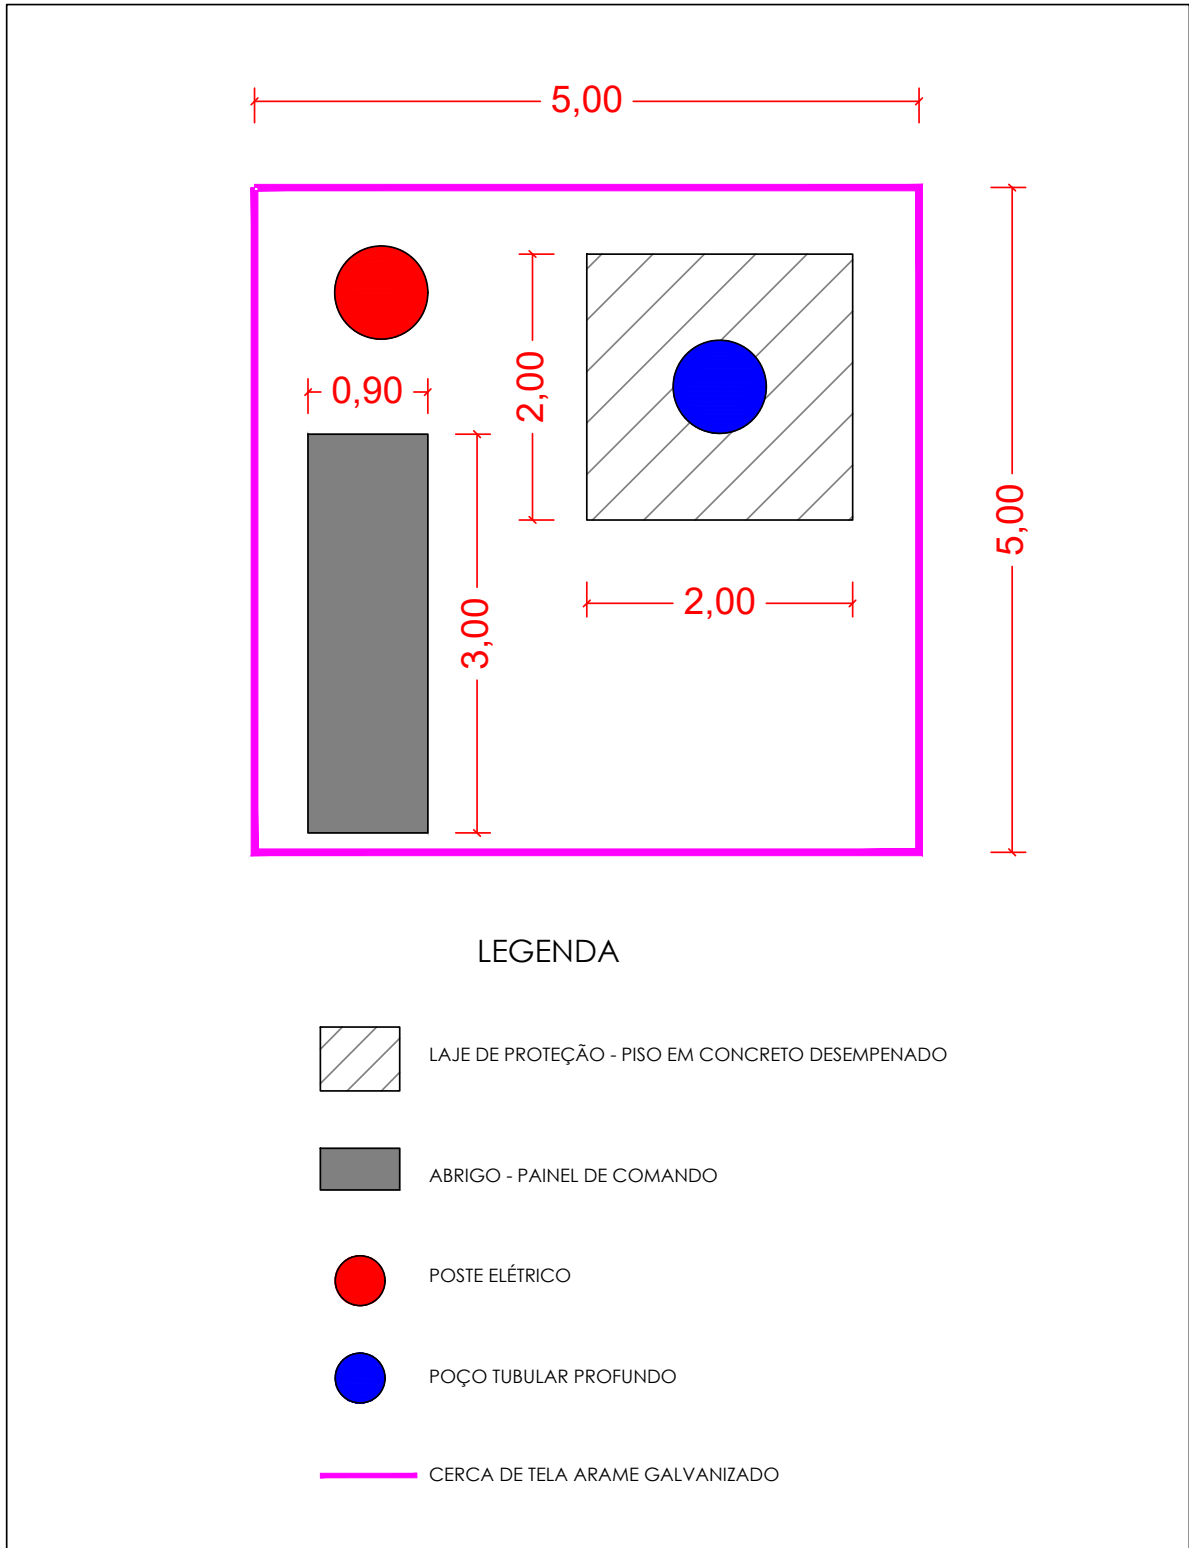 5,00
2,00
0,90
5,00
3,00
2,00
LEGENDA
LAJE DE PROTEÇÃO - PISO EM CONCRETO DESEMPENADO
ABRIGO - PAINEL DE COMANDO
POSTE ELÉTRICO
POÇO TUBULAR PROFUNDO
CERCA DE TELA ARAME GALVANIZADO